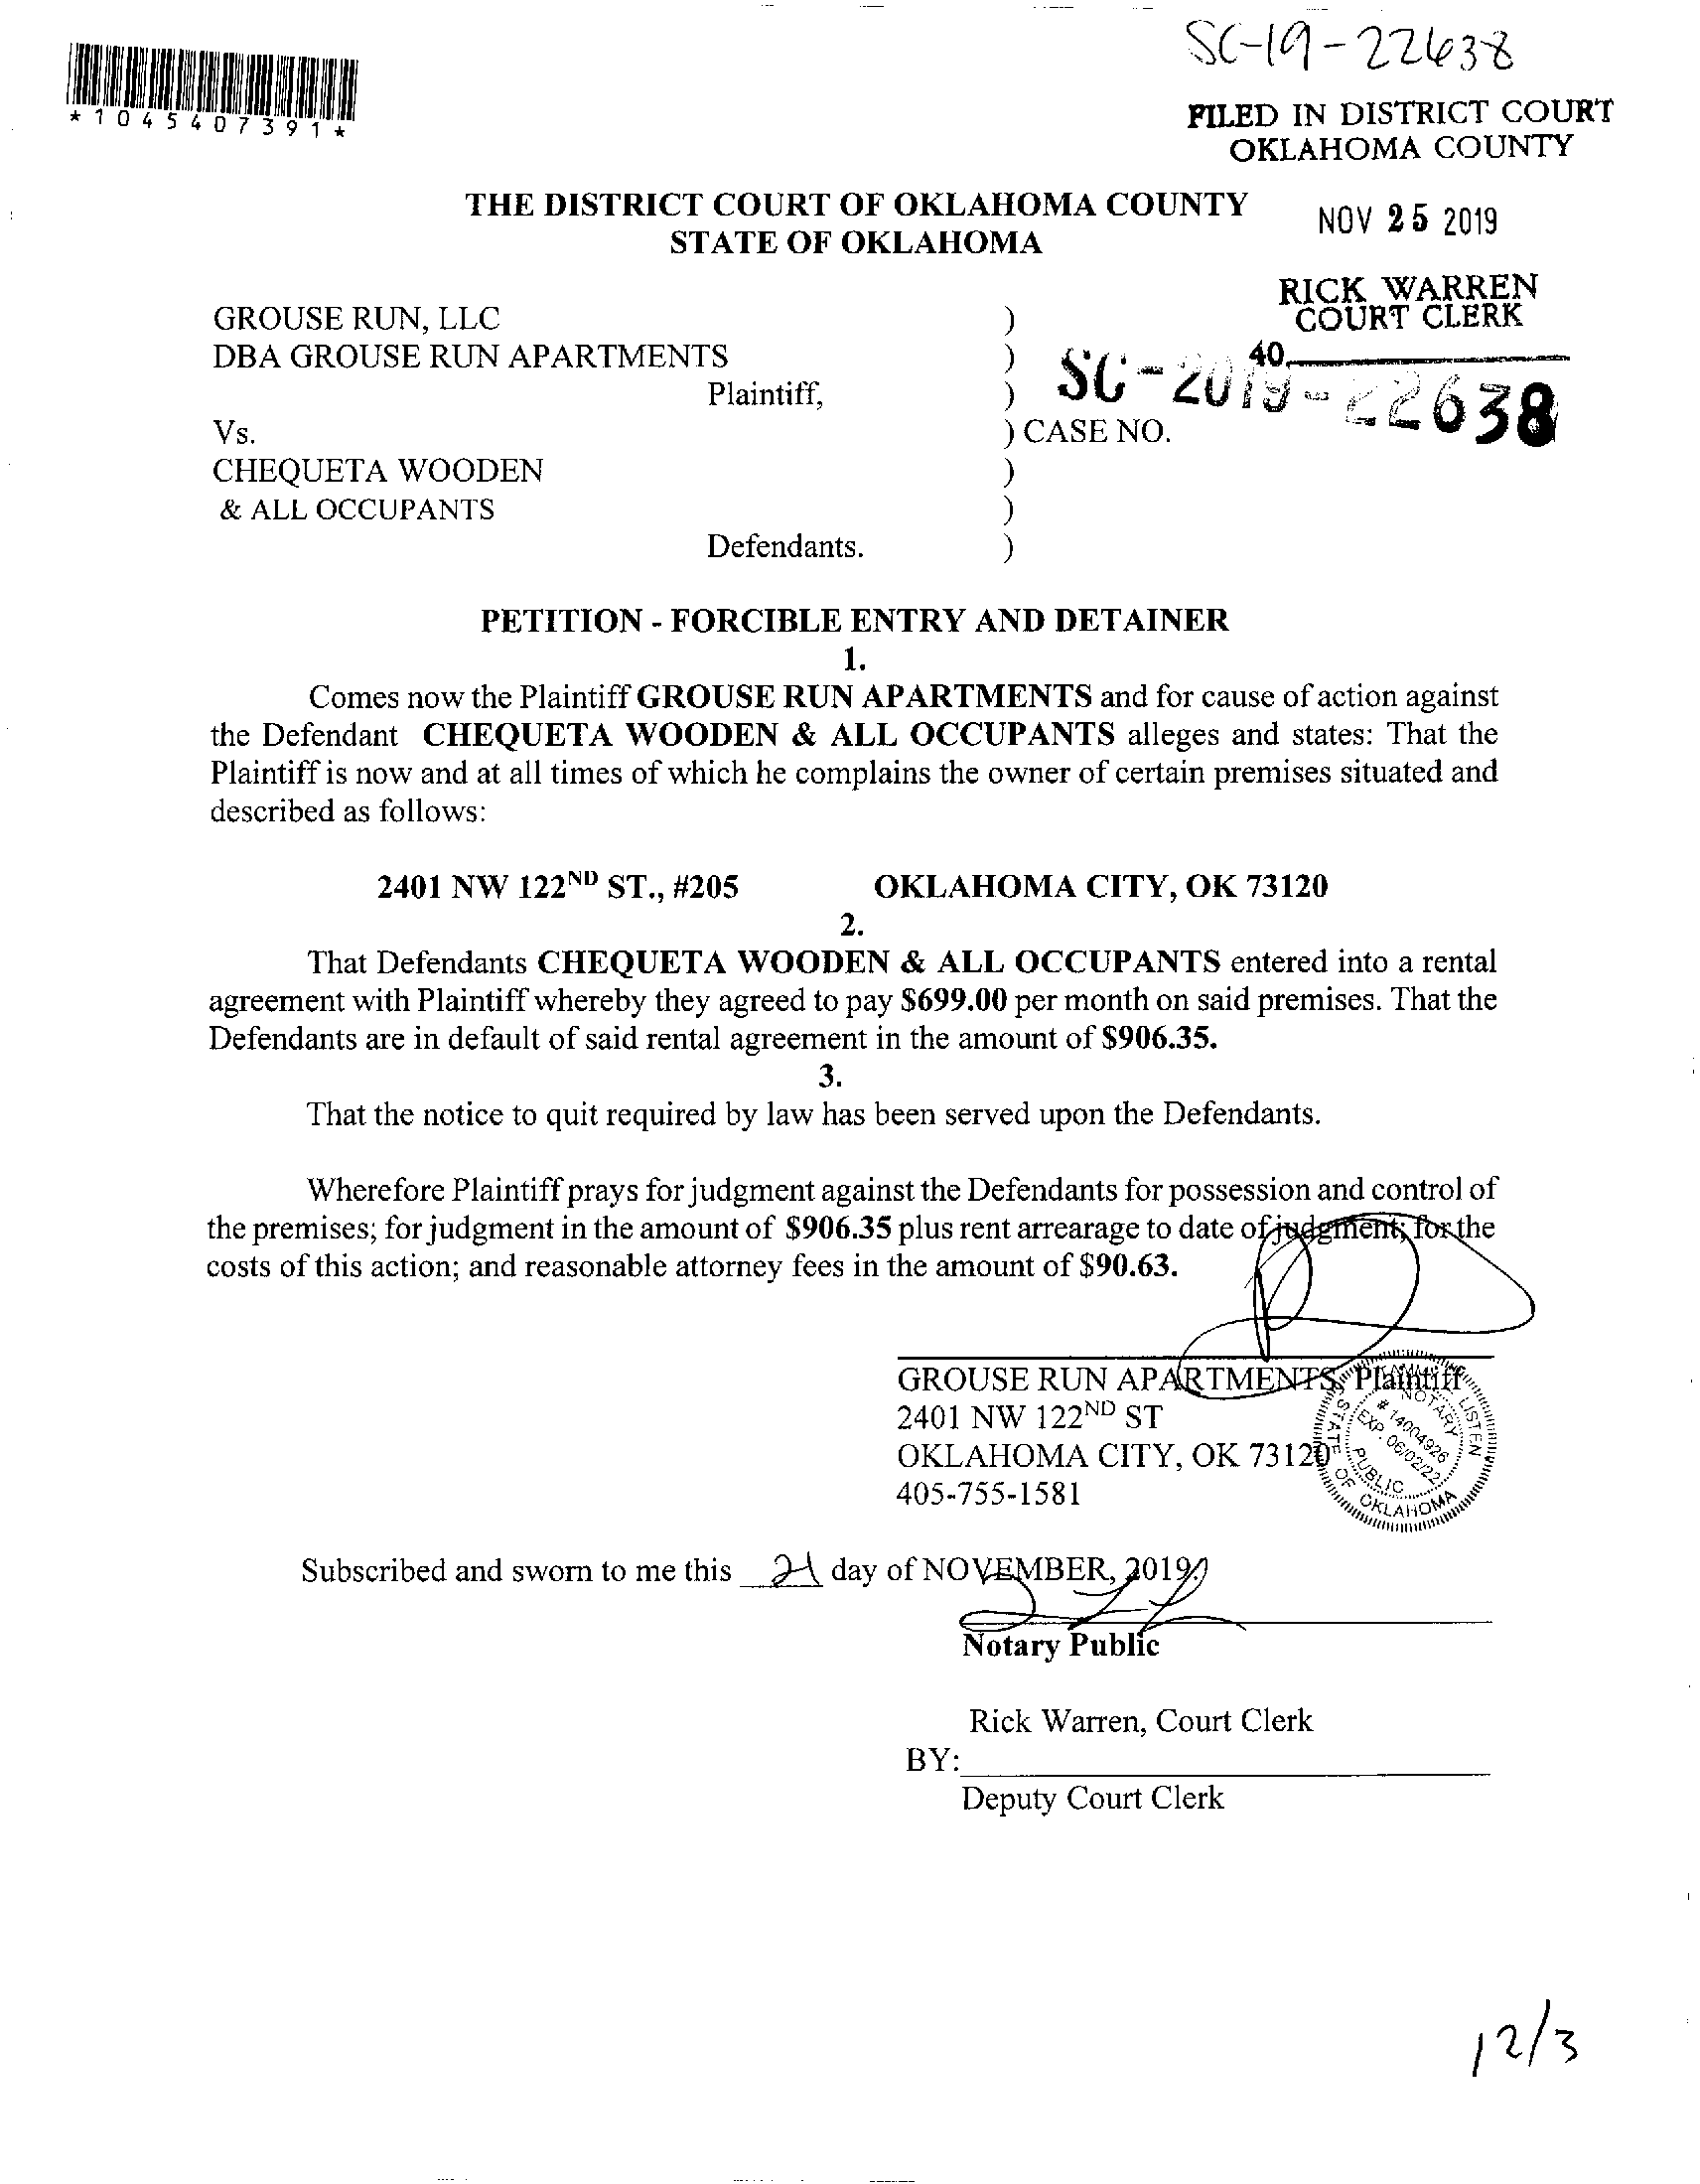 SC-19-22638
*1045407391*
FILED IN DISTRICT COURT
OKLAHOMA COUNTY
THE DISTRICT COURT OF OKLAHOMA COUNTY
STATE OF OKLAHOMA
NOV 25 2019
RICK WARREN
COURT CLERK
40
GROUSE RUN, LLC )
DBA GROUSE RUN APARTMENTS )
Plaintiff, ) SC-2019-22638
Vs. ) CASE NO.
CHEQUETA WOODEN )
& ALL OCCUPANTS )
Defendants. )
PETITION - FORCIBLE ENTRY AND DETAINER
1.
Comes now the Plaintiff GROUSE RUN APARTMENTS and for cause of action against
the Defendant CHEQUETA WOODEN & ALL OCCUPANTS alleges and states: That the
Plaintiff is now and at all times of which he complains the owner of certain premises situated and
described as follows:
2401 NW 122ND ST., #205 OKLAHOMA CITY, OK 73120
2.
That Defendants CHEQUETA WOODEN & ALL OCCUPANTS entered into a rental
agreement with Plaintiff whereby they agreed to pay $699.00 per month on said premises. That the
Defendants are in default of said rental agreement in the amount of $906.35.
3.
That the notice to quit required by law has been served upon the Defendants.
Wherefore Plaintiff prays for judgment against the Defendants for possession and control of
the premises; for judgment in the amount of $906.35 plus rent arrearage to date of judgment; for the
costs of this action; and reasonable attorney fees in the amount of $90.63.
GROUSE RUN APARTMENTS, Plaintiff
2401 NW 122ND ST
OKLAHOMA CITY, OK 73120
405-755-1581
LISTEN
NOTARY
# 14004926
EXP. 06/02/22
PUBLIC
STATE OF OKLAHOMA
Subscribed and sworn to me this 21 day of NOVEMBER, 2019.
Notary Public
Rick Warren, Court Clerk
BY:
Deputy Court Clerk
12/3